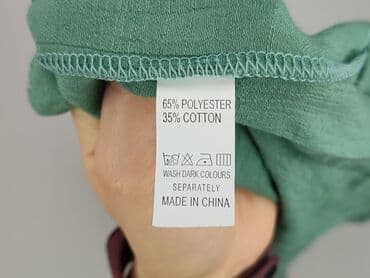 65% POLYESTER
35% COTTON
WASH DARK COLOURS
SEPARATELY
MADE IN CHINA